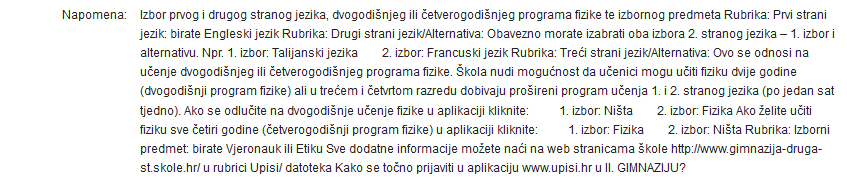 Napomena: Izbor prvog i drugog stranog jezika, dvogodišnjeg ili četverogodišnjeg programa fizike te izbornog predmeta Rubrika: Prvi strani
jezik: birate Engleski jezik Rubrika: Drugi strani jezik/Alternativa: Obavezno morate izabrati oba izbora 2. stranog jezika – 1. izbor i
alternativu. Npr. 1. izbor: Talijanski jezika 2. izbor: Francuski jezik Rubrika: Treći strani jezik/Alternativa: Ovo se odnosi na
učenje dvogodišnjeg ili četverogodišnjeg programa fizike. Škola nudi mogućnost da učenici mogu učiti fiziku dvije godine
(dvogodišnji program fizike) ali u trećem i četvrtom razredu dobivaju prošireni program učenja 1. i 2. stranog jezika (po jedan sat
tjedno). Ako se odlučite na dvogodišnje učenje fizike u aplikaciji kliknite: 1. izbor: Ništa 2. izbor: Fizika Ako želite učiti
fiziku sve četiri godine (četverogodišnji program fizike) u aplikaciji kliknite: 1. izbor: Fizika 2. izbor: Ništa Rubrika: Izborni
predmet: birate Vjeronauk ili Etiku Sve dodatne informacije možete naći na web stranicama škole http://www.gimnazija-druga-
st.skole.hr/ u rubrici Upisi/ datoteka Kako se točno prijaviti u aplikaciju www.upisi.hr u II. GIMNAZIJU?